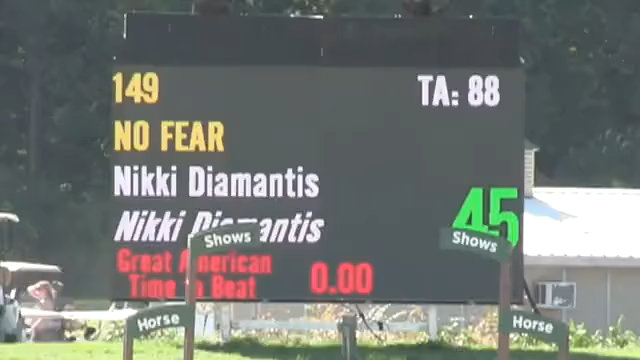 149 TA: 88
NO FEAR
Nikki Diamantis
45
Nikki Diamantis
Shows Shows
Great American
Time to Beat 0.00
Horse Horse